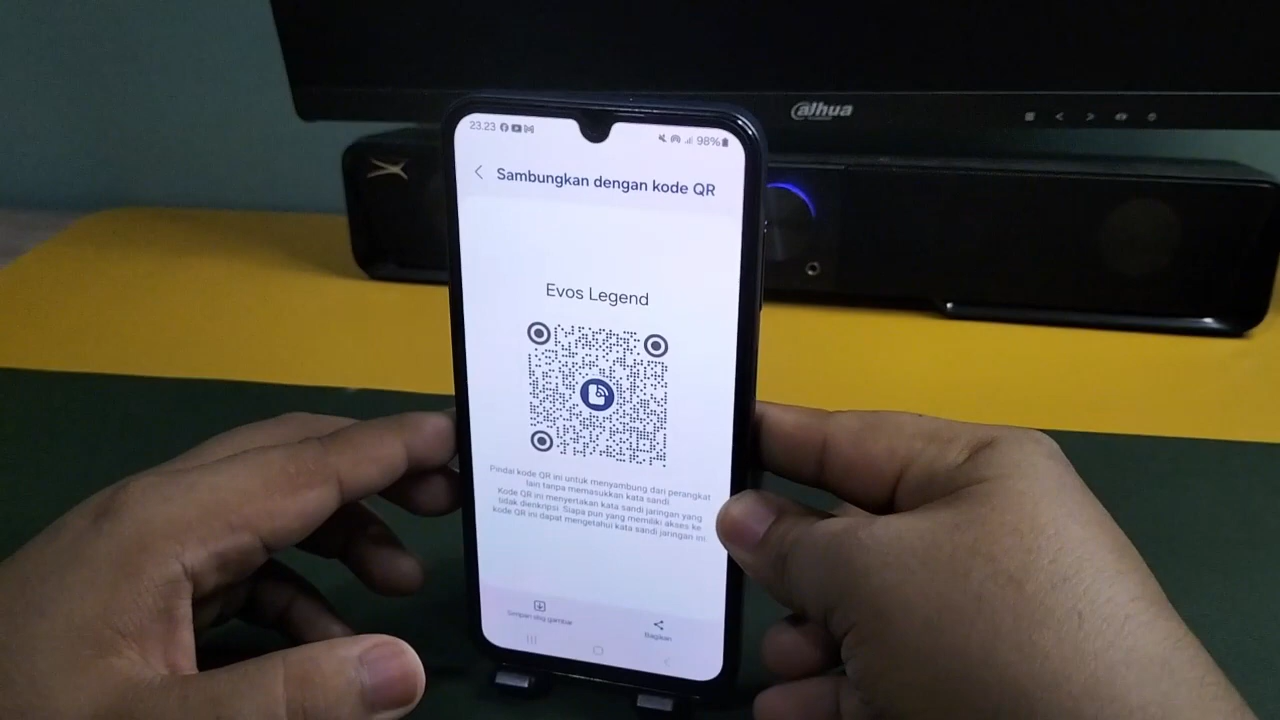 alhua
23.23
98%
Sambungkan dengan kode QR
Evos Legend
Pindai kode QR ini untuk menyambung dari perangkat
lain tanpa memasukkan kata sandi.
Kode QR ini menyertakan kata sandi jaringan yang
tidak dienkripsi. Siapa pun yang memiliki akses ke
kode QR ini dapat mengetahui kata sandi jaringan ini.
Simpan sbg gambar
Bagikan